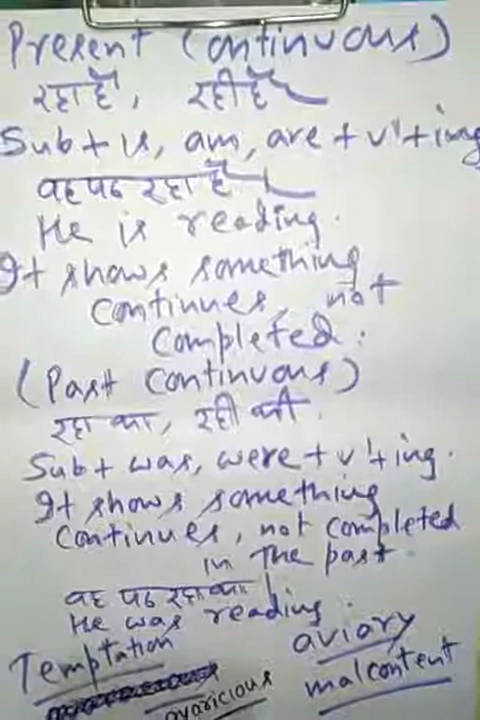 Present (Continuous)
रहा है, रही है
Sub + is, am, are + v¹ + ing
वह पढ रहा है।
He is reading.
It shows something
continues, not
completed.
(Past Continuous)
रहा था, रही थी.
Sub + was, were + v¹ + ing.
It shows something
continues, not completed
in the past.
वह पढ रहा था।
He was reading.
Temptation
aviary
avaricious
malcontent